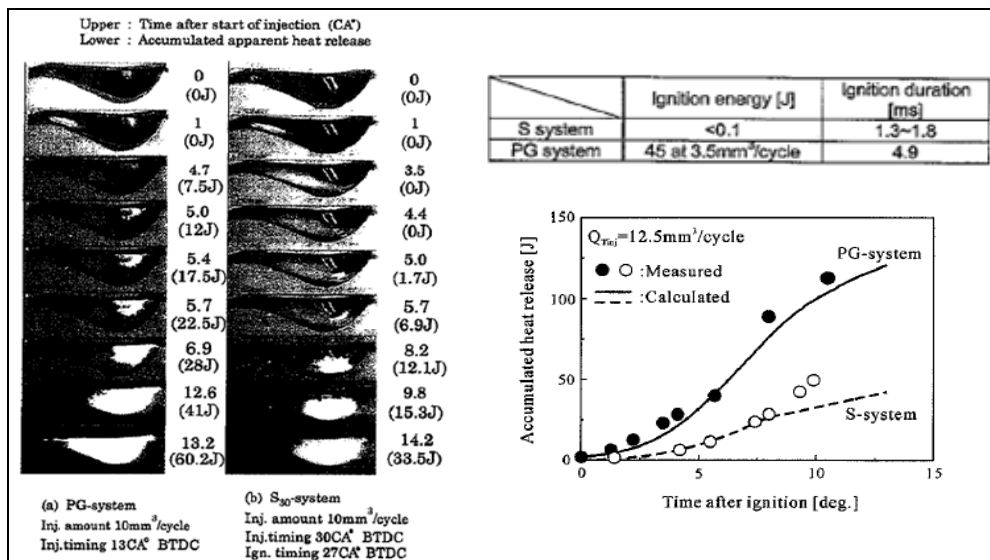 Upper : Time after start of injection (CA°)
Lower : Accumulated apparent heat release
0
(0J)
1
(0J)
4.7
(7.5J)
5.0
(12J)
5.4
(17.5J)
5.7
(22.5J)
6.9
(28J)
12.6
(41J)
13.2
(60.2J)
0
(0J)
1
(0J)
3.5
(0J)
4.4
(0J)
5.0
(1.7J)
5.7
(6.9J)
8.2
(12.1J)
9.8
(15.3J)
14.2
(33.5J)
(a) PG-system
Inj. amount 10mm³/cycle
Inj.timing 13CA° BTDC
(b) S₃₀-system
Inj. amount 10mm³/cycle
Inj.timing 30CA° BTDC
Ign. timing 27CA° BTDC
Ignition energy [J]
Ignition duration
[ms]
S system
<0.1
1.3~1.8
PG system
45 at 3.5mm³/cycle
4.9
Accumulated heat release [J]
150
100
50
0
Q_Tinj=12.5mm³/cycle
:Measured
:Calculated
PG-system
S-system
0
5
10
15
Time after ignition [deg.]